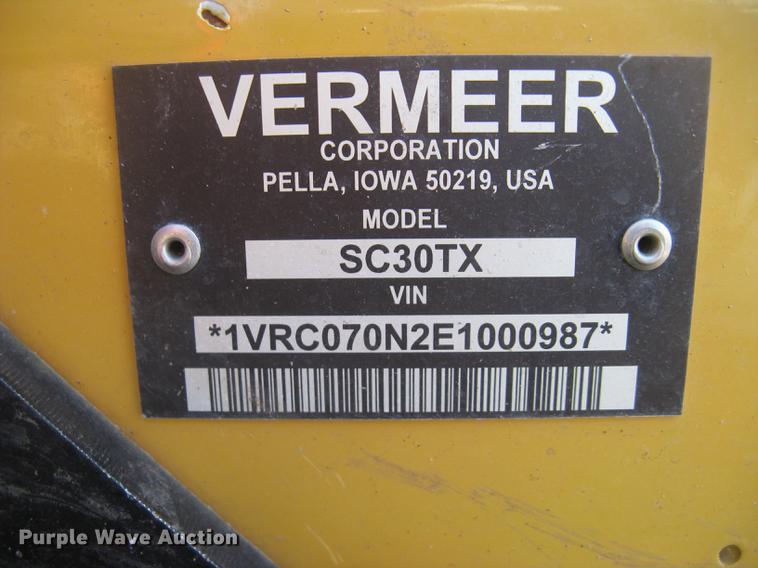 VERMEER
CORPORATION
PELLA, IOWA 50219, USA
MODEL
SC30TX
VIN
*1VRC070N2E1000987*
Purple Wave Auction